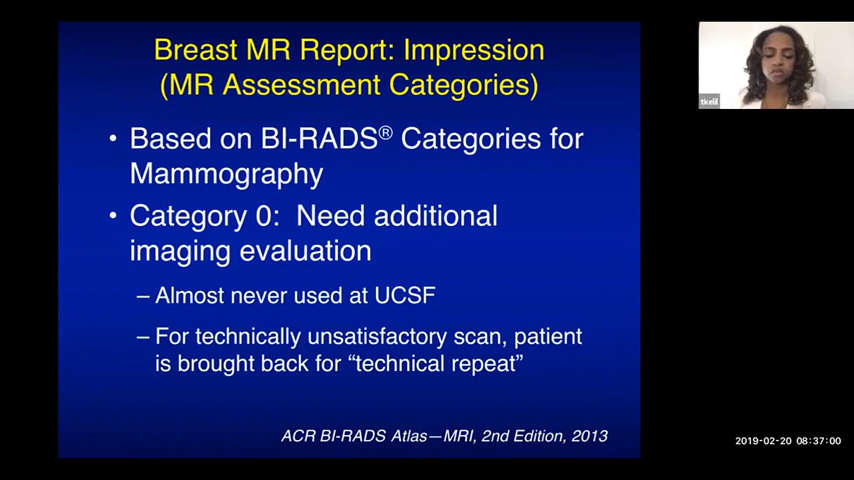 Breast MR Report: Impression
(MR Assessment Categories)
• Based on BI-RADS® Categories for
Mammography
• Category 0: Need additional
imaging evaluation
– Almost never used at UCSF
– For technically unsatisfactory scan, patient
is brought back for “technical repeat”
ACR BI-RADS Atlas—MRI, 2nd Edition, 2013
tkelil
2019-02-20 08:37:00